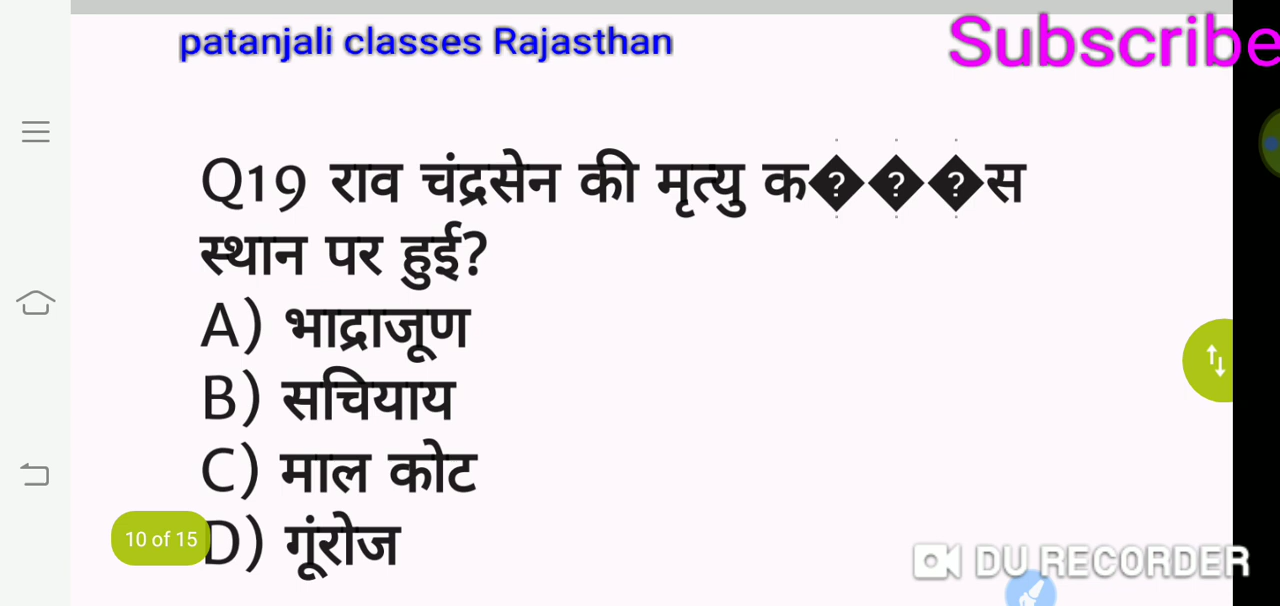 patanjali classes Rajasthan
Subscribe
Q19 राव चंद्रसेन की मृत्यु क���स
स्थान पर हुई?
A) भाद्राजूण
B) सचियाय
C) माल कोट
D) गूंरोज
10 of 15
DU RECORDER